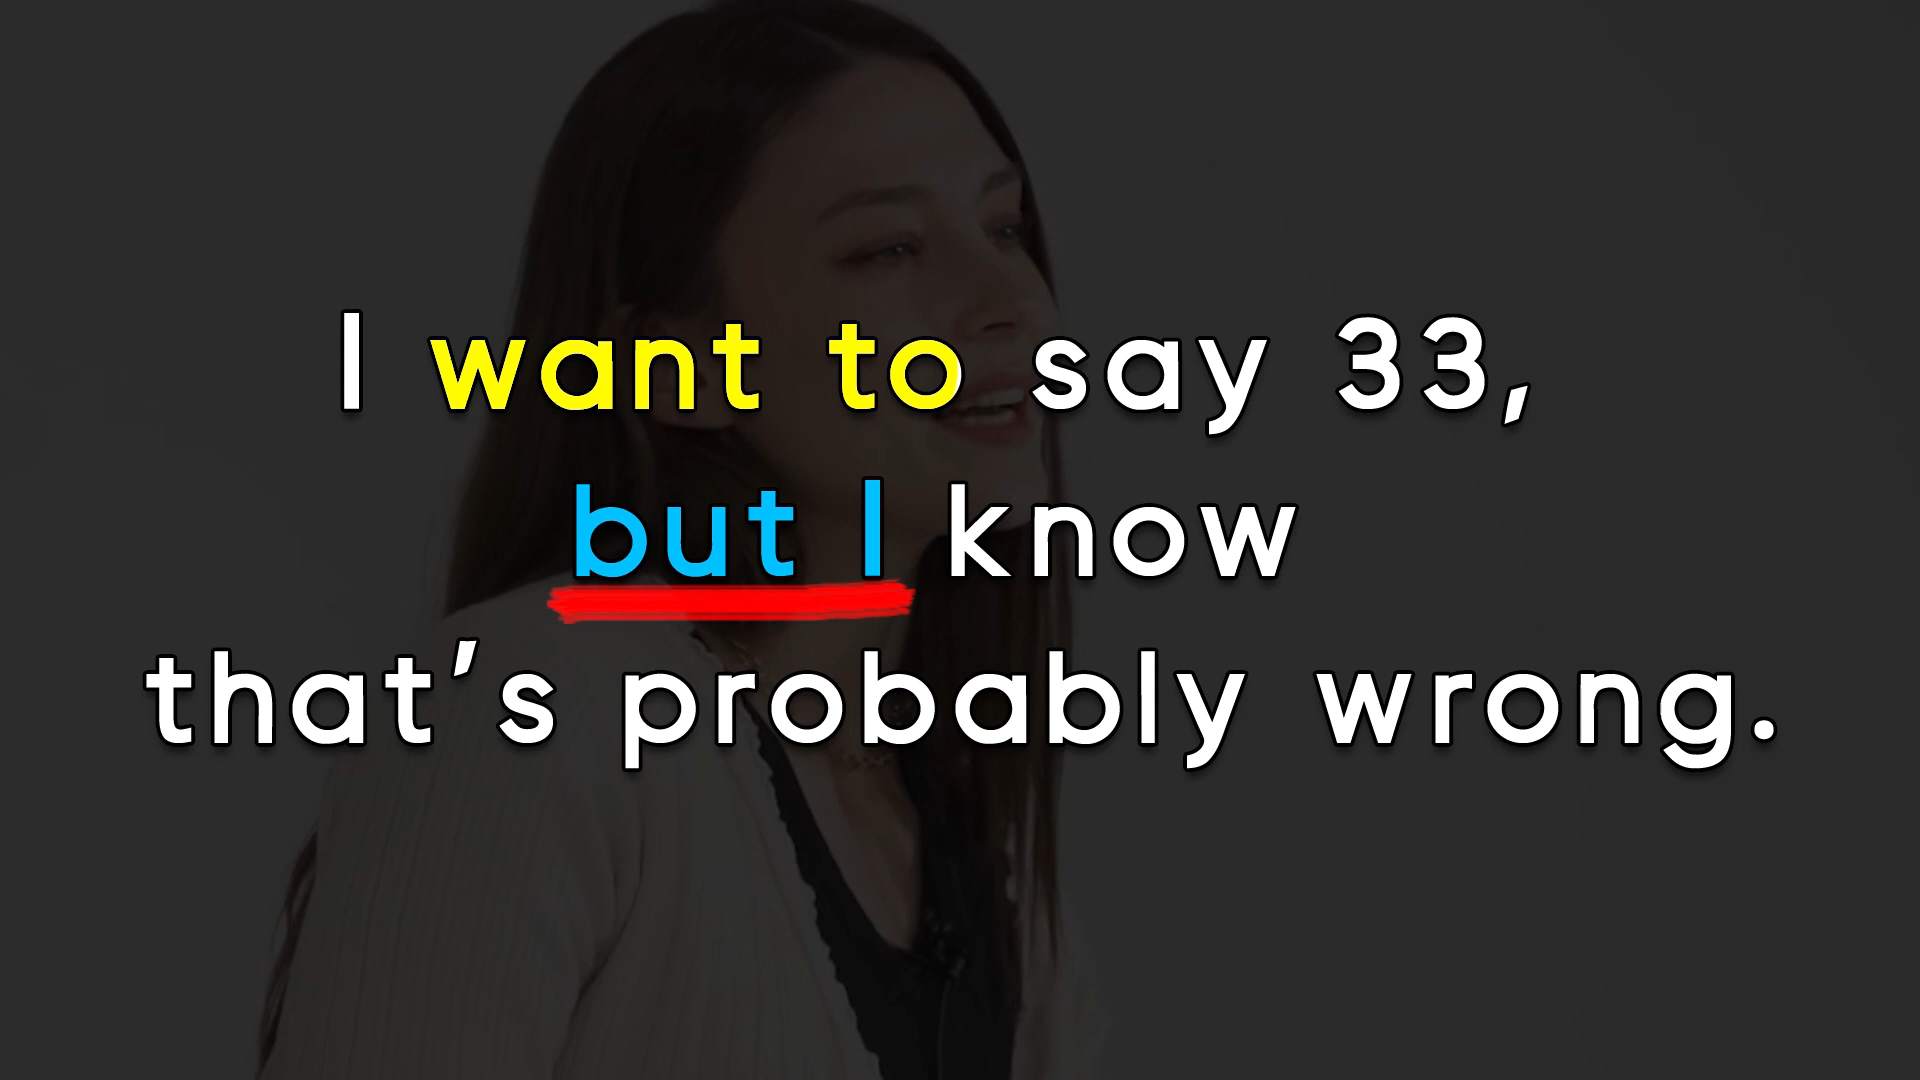 I want to say 33,
but I know
that's probably wrong.